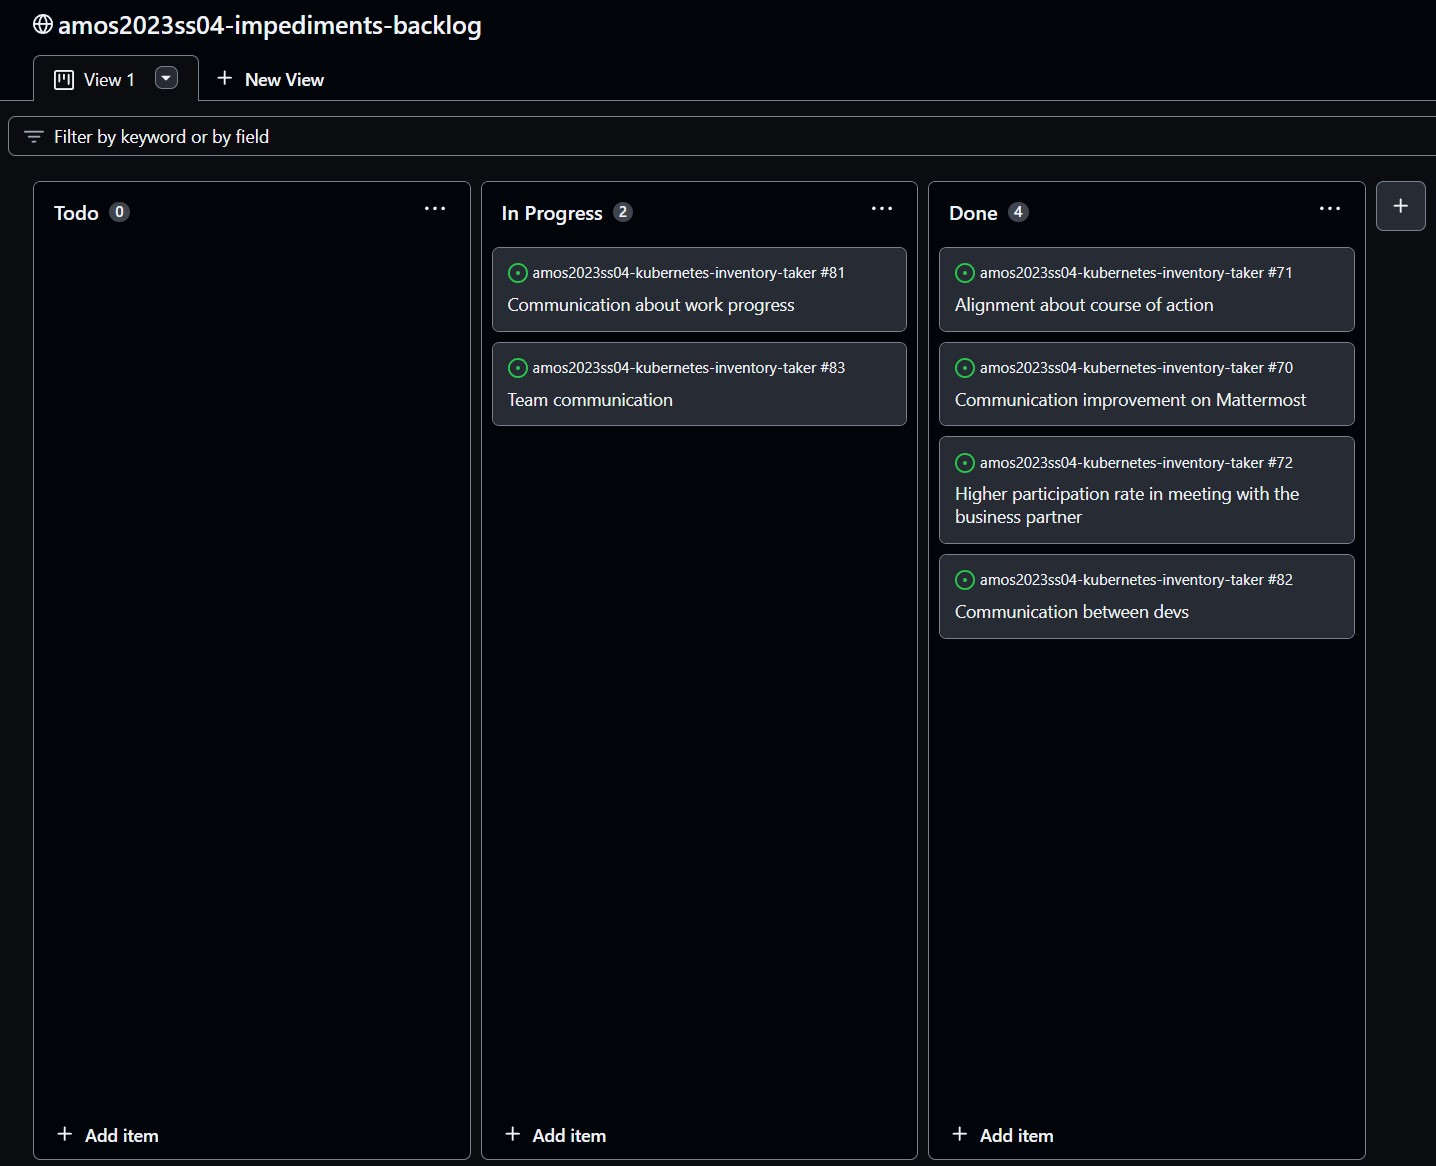 amos2023ss04-impediments-backlog
View 1
New View
Filter by keyword or by field
Todo 0
In Progress 2
amos2023ss04-kubernetes-inventory-taker #81
Communication about work progress
amos2023ss04-kubernetes-inventory-taker #83
Team communication
Done 4
amos2023ss04-kubernetes-inventory-taker #71
Alignment about course of action
amos2023ss04-kubernetes-inventory-taker #70
Communication improvement on Mattermost
amos2023ss04-kubernetes-inventory-taker #72
Higher participation rate in meeting with the
business partner
amos2023ss04-kubernetes-inventory-taker #82
Communication between devs
Add item
Add item
Add item